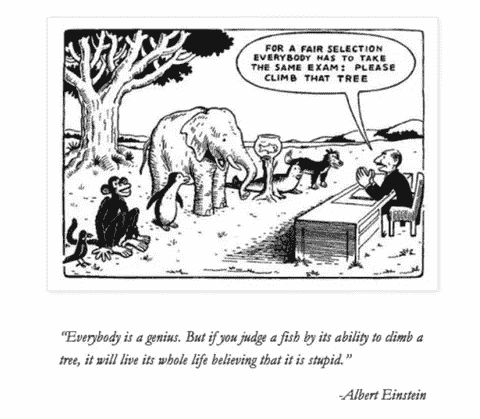 FOR A FAIR SELECTION
EVERYBODY HAS TO TAKE
THE SAME EXAM: PLEASE
CLIMB THAT TREE
“Everybody is a genius. But if you judge a fish by its ability to climb a
tree, it will live its whole life believing that it is stupid.”
-Albert Einstein